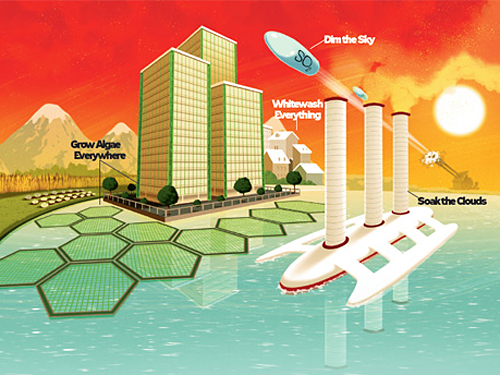 Dim the Sky
SO₂
Whitewash
Everything
Grow Algae
Everywhere
Soak the Clouds